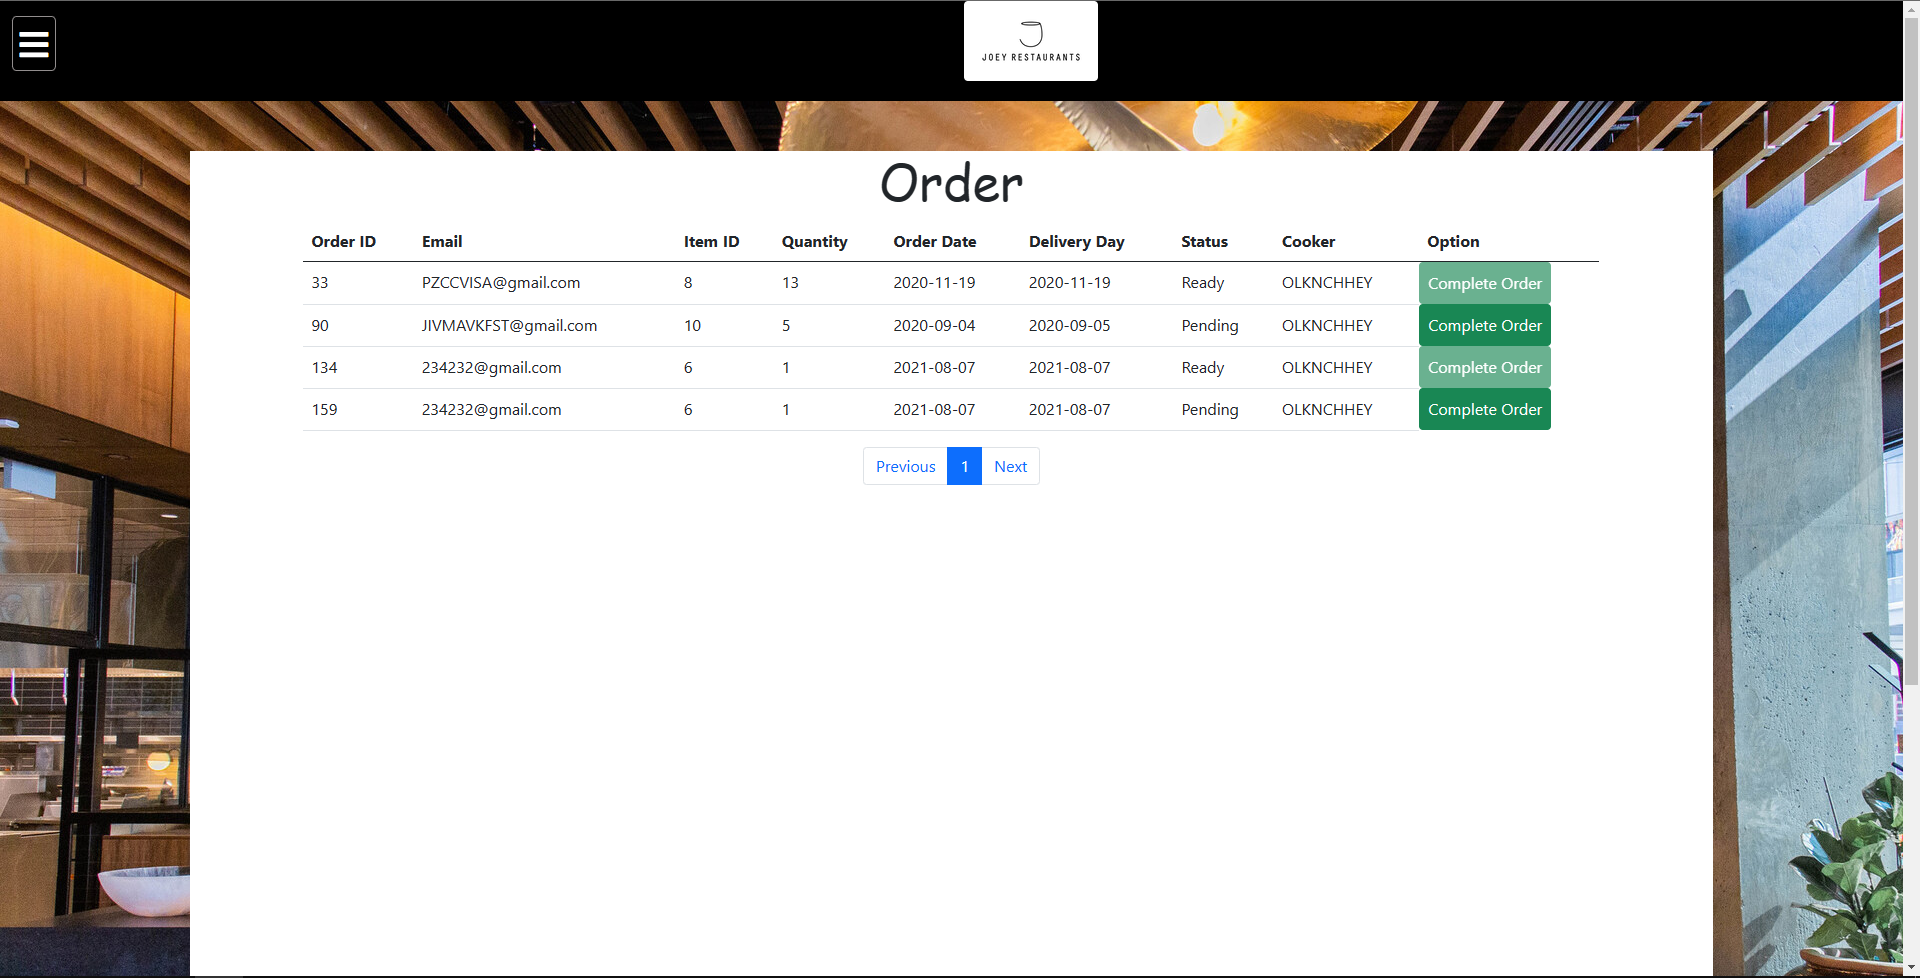 JOEY RESTAURANTS
Order
Order ID Email Item ID Quantity Order Date Delivery Day Status Cooker Option
33 PZCCVISA@gmail.com 8 13 2020-11-19 2020-11-19 Ready OLKNCHHEY Complete Order
90 JIVMAVKFST@gmail.com 10 5 2020-09-04 2020-09-05 Pending OLKNCHHEY Complete Order
134 234232@gmail.com 6 1 2021-08-07 2021-08-07 Ready OLKNCHHEY Complete Order
159 234232@gmail.com 6 1 2021-08-07 2021-08-07 Pending OLKNCHHEY Complete Order
Previous 1 Next